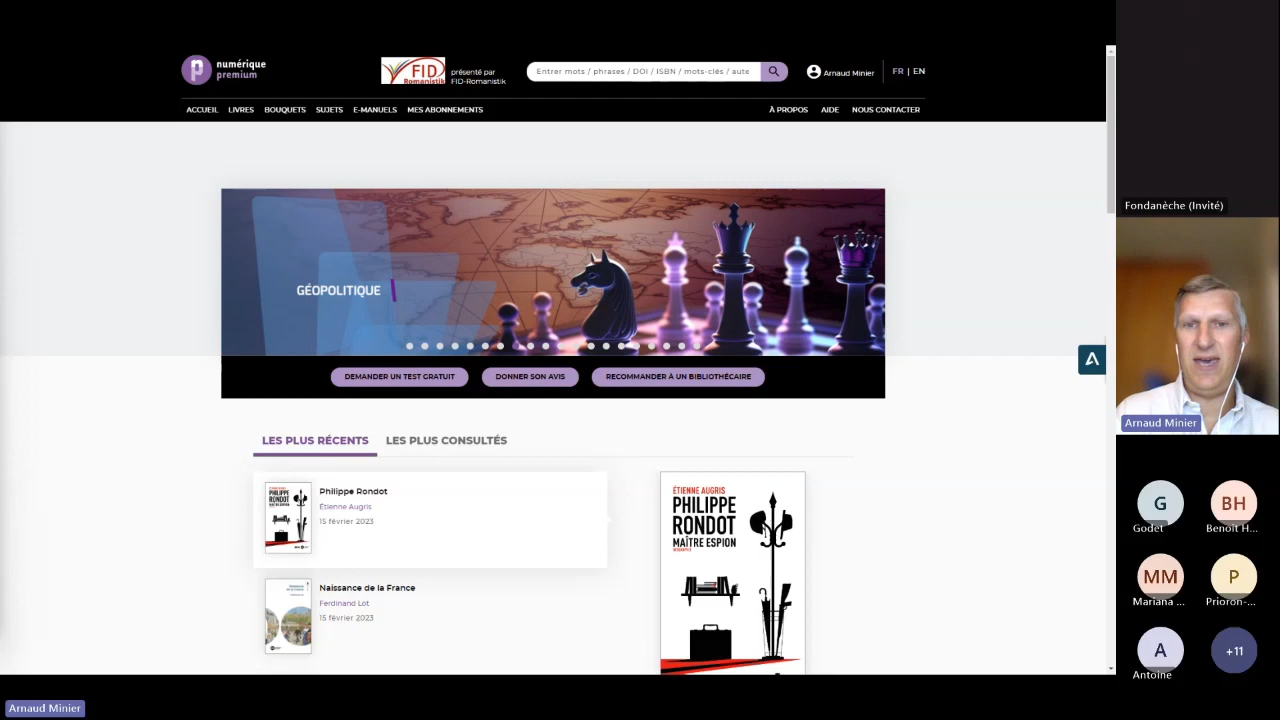 numérique
premium
FID
Romanistik
présenté par
FID-Romanistik
Entrer mots / phrases / DOI / ISBN / mots-clés / aute
Arnaud Minier
FR | EN
ACCUEIL LIVRES BOUQUETS SUJETS E-MANUELS MES ABONNEMENTS
À PROPOS AIDE NOUS CONTACTER
GÉOPOLITIQUE
DEMANDER UN TEST GRATUIT DONNER SON AVIS RECOMMANDER À UN BIBLIOTHÉCAIRE
LES PLUS RÉCENTS LES PLUS CONSULTÉS
PHILIPPE
RONDOT
Philippe Rondot
Étienne Augris
15 février 2023
Naissance de la France
Ferdinand Lot
15 février 2023
ÉTIENNE AUGRIS
PHILIPPE
RONDOT
MAÎTRE ESPION
Fondanèche (Invité)
Arnaud Minier
G
Godet
BH
Benoît H...
MM
Mariana ...
P
Prioron-...
A
Antoine
+11
Arnaud Minier